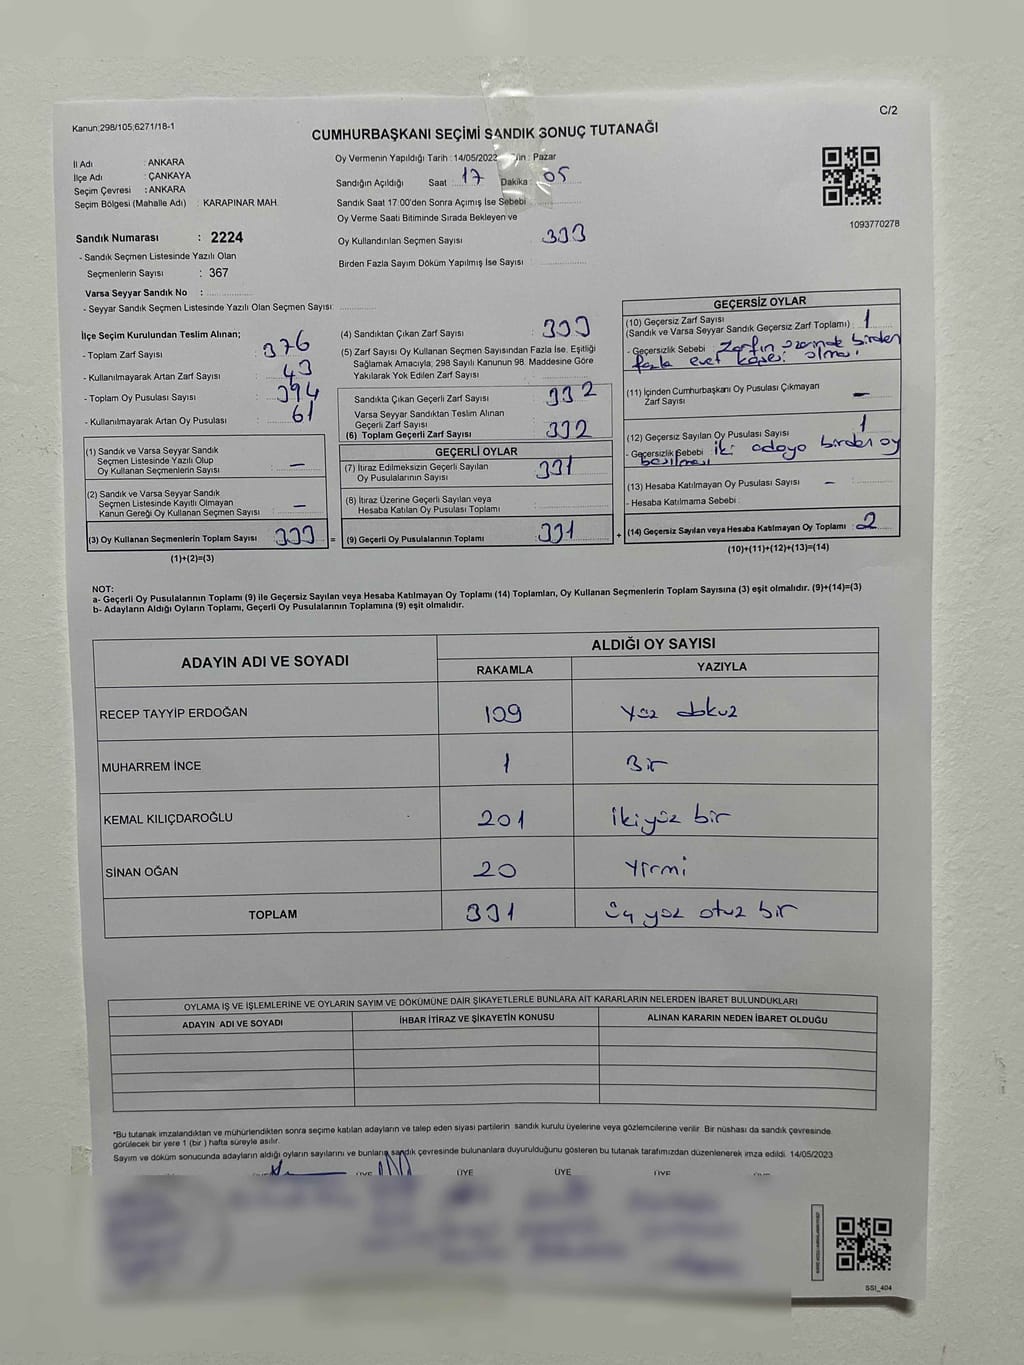 C/2
Kanun;298/105;6271/18-1
CUMHURBAŞKANI SEÇİMİ SANDIK SONUÇ TUTANAĞI
İl Adı : ANKARA
İlçe Adı : ÇANKAYA
Seçim Çevresi : ANKARA
Seçim Bölgesi (Mahalle Adı) : KARAPINAR MAH.
Oy Vermenin Yapıldığı Tarih : 14/05/2023 Pazar
Sandığın Açıldığı Saat 17 Dakika : 05
Sandık Saat 17:00'den Sonra Açımış İse Sebebi
Oy Verme Saati Bitiminde Sırada Bekleyen ve
Oy Kullandırılan Seçmen Sayısı 333
Birden Fazla Sayım Döküm Yapılmış İse Sayısı
1093770278
Sandık Numarası : 2224
- Sandık Seçmen Listesinde Yazılı Olan
Seçmenlerin Sayısı : 367
Varsa Seyyar Sandık No :
- Seyyar Sandık Seçmen Listesinde Yazılı Olan Seçmen Sayısı:
İlçe Seçim Kurulundan Teslim Alınan;
- Toplam Zarf Sayısı : 376
- Kullanılmayarak Artan Zarf Sayısı : 43
- Toplam Oy Pusulası Sayısı : 394
- Kullanılmayarak Artan Oy Pusulası : 61
(1) Sandık ve Varsa Seyyar Sandık
Seçmen Listesinde Yazılı Olup
Oy Kullanan Seçmenlerin Sayısı : –
(2) Sandık ve Varsa Seyyar Sandık
Seçmen Listesinde Kayıtlı Olmayan
Kanun Gereği Oy Kullanan Seçmen Sayısı : –
(3) Oy Kullanan Seçmenlerin Toplam Sayısı : 333
(1)+(2)=(3)
(4) Sandıktan Çıkan Zarf Sayısı : 333
(5) Zarf Sayısı Oy Kullanan Seçmen Sayısından Fazla İse, Eşitliği
Sağlamak Amacıyla; 298 Sayılı Kanunun 98. Maddesine Göre
Yakılarak Yok Edilen Zarf Sayısı
Sandıkta Çıkan Geçerli Zarf Sayısı : 332
Varsa Seyyar Sandıktan Teslim Alınan
Geçerli Zarf Sayısı :
(6) Toplam Geçerli Zarf Sayısı : 332
GEÇERLİ OYLAR
(7) İtiraz Edilmeksizin Geçerli Sayılan
Oy Pusulalarının Sayısı : 331
(8) İtiraz Üzerine Geçerli Sayılan veya
Hesaba Katılan Oy Pusulası Toplamı
= (9) Geçerli Oy Pusulalarının Toplamı : 331
GEÇERSİZ OYLAR
(10) Geçersiz Zarf Sayısı
(Sandık ve Varsa Seyyar Sandık Geçersiz Zarf Toplamı) : 1
- Geçersizlik Sebebi : Zarfın üzerinde birden
fazla evet kaşesi olması
(11) İçinden Cumhurbaşkanı Oy Pusulası Çıkmayan
Zarf Sayısı –
(12) Geçersiz Sayılan Oy Pusulası Sayısı : 1
- Geçersizlik Sebebi : iki adaya birden oy
basılması
(13) Hesaba Katılmayan Oy Pusulası Sayısı –
- Hesaba Katılmama Sebebi :
+ (14) Geçersiz Sayılan veya Hesaba Katılmayan Oy Toplamı : 2
(10)+(11)+(12)+(13)=(14)
NOT:
a- Geçerli Oy Pusulalarının Toplamı (9) ile Geçersiz Sayılan veya Hesaba Katılmayan Oy Toplamı (14) Toplamları, Oy Kullanan Seçmenlerin Toplam Sayısına (3) eşit olmalıdır. (9)+(14)=(3)
b- Adayların Aldığı Oyların Toplamı, Geçerli Oy Pusulalarının Toplamına (9) eşit olmalıdır.
ADAYIN ADI VE SOYADI
ALDIĞI OY SAYISI
RAKAMLA YAZIYLA
RECEP TAYYİP ERDOĞAN 109 Yüz dokuz
MUHARREM İNCE 1 Bir
KEMAL KILIÇDAROĞLU 201 İkiyüz bir
SİNAN OĞAN 20 Yirmi
TOPLAM 331 Üç yüz otuz bir
OYLAMA İŞ VE İŞLEMLERİNE VE OYLARIN SAYIM VE DÖKÜMÜNE DAİR ŞİKAYETLERLE BUNLARA AİT KARARLARIN NELERDEN İBARET BULUNDUKLARI
ADAYIN ADI VE SOYADI İHBAR İTİRAZ VE ŞİKAYETİN KONUSU ALINAN KARARIN NEDEN İBARET OLDUĞU
*Bu tutanak imzalandıktan ve mühürlendikten sonra seçime katılan adayların ve talep eden siyasi partilerin sandık kurulu üyelerine veya gözlemcilerine verilir. Bir nüshası da sandık çevresinde
görülecek bir yere 1 (bir ) hafta süreyle asılır.
Sayım ve döküm sonucunda adayların aldığı oyların sayılarını ve bunların sandık çevresinde bulunanlara duyurulduğunu gösteren bu tutanak tarafımızdan düzenlenerek imza edildi. 14/05/2023
ÜYE ÜYE ÜYE ÜYE ÜYE
SSI_404